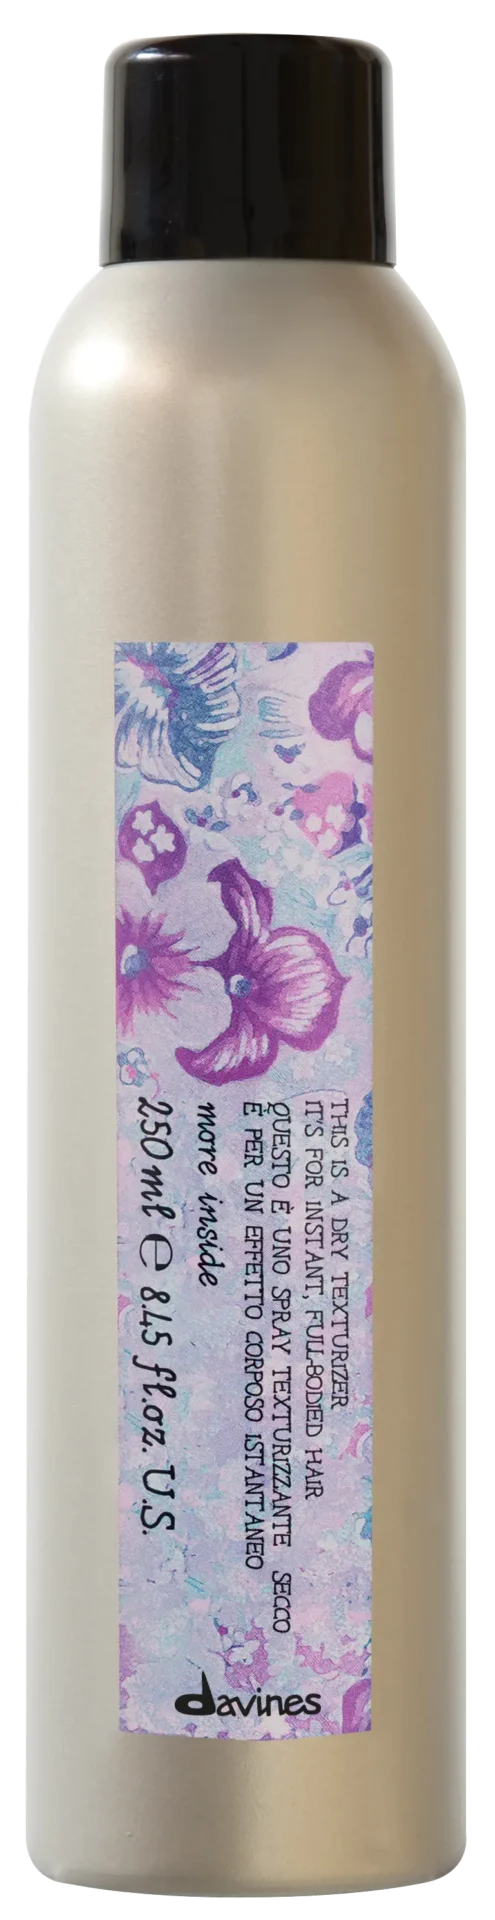 THIS IS A DRY TEXTURIZER
IT'S FOR INSTANT, FULL-BODIED HAIR
QUESTO È UNO SPRAY TEXTURIZZANTE SECCO
È PER UN EFFETTO CORPOSO ISTANTANEO
more inside
250 ml ℮ 8.45 fl.oz. U.S.
davines